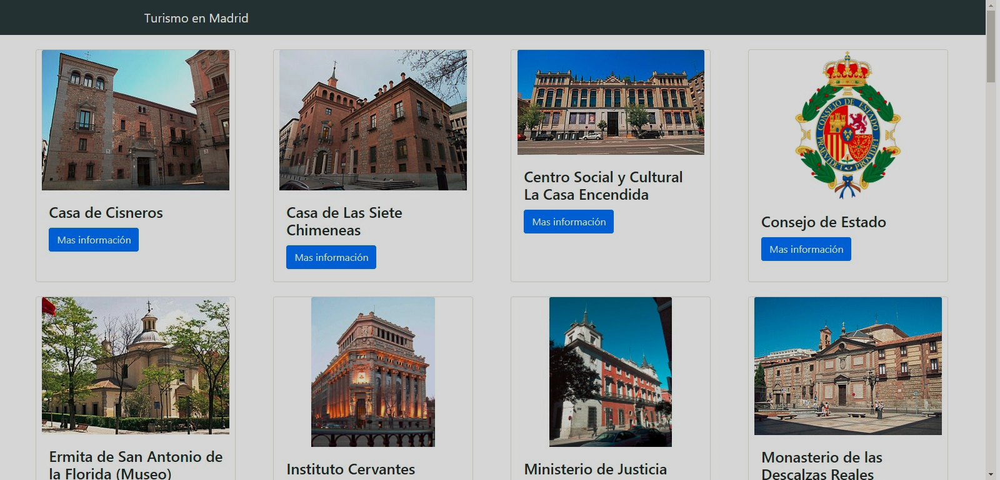 Turismo en Madrid
Casa de Cisneros
Mas información
Casa de Las Siete
Chimeneas
Mas información
Centro Social y Cultural
La Casa Encendida
Mas información
CONSEJO DE ESTADO
PRAEVIDET PROVIDET
Consejo de Estado
Mas información
Ermita de San Antonio de
la Florida (Museo)
Instituto Cervantes
Ministerio de Justicia
Monasterio de las
Descalzas Reales